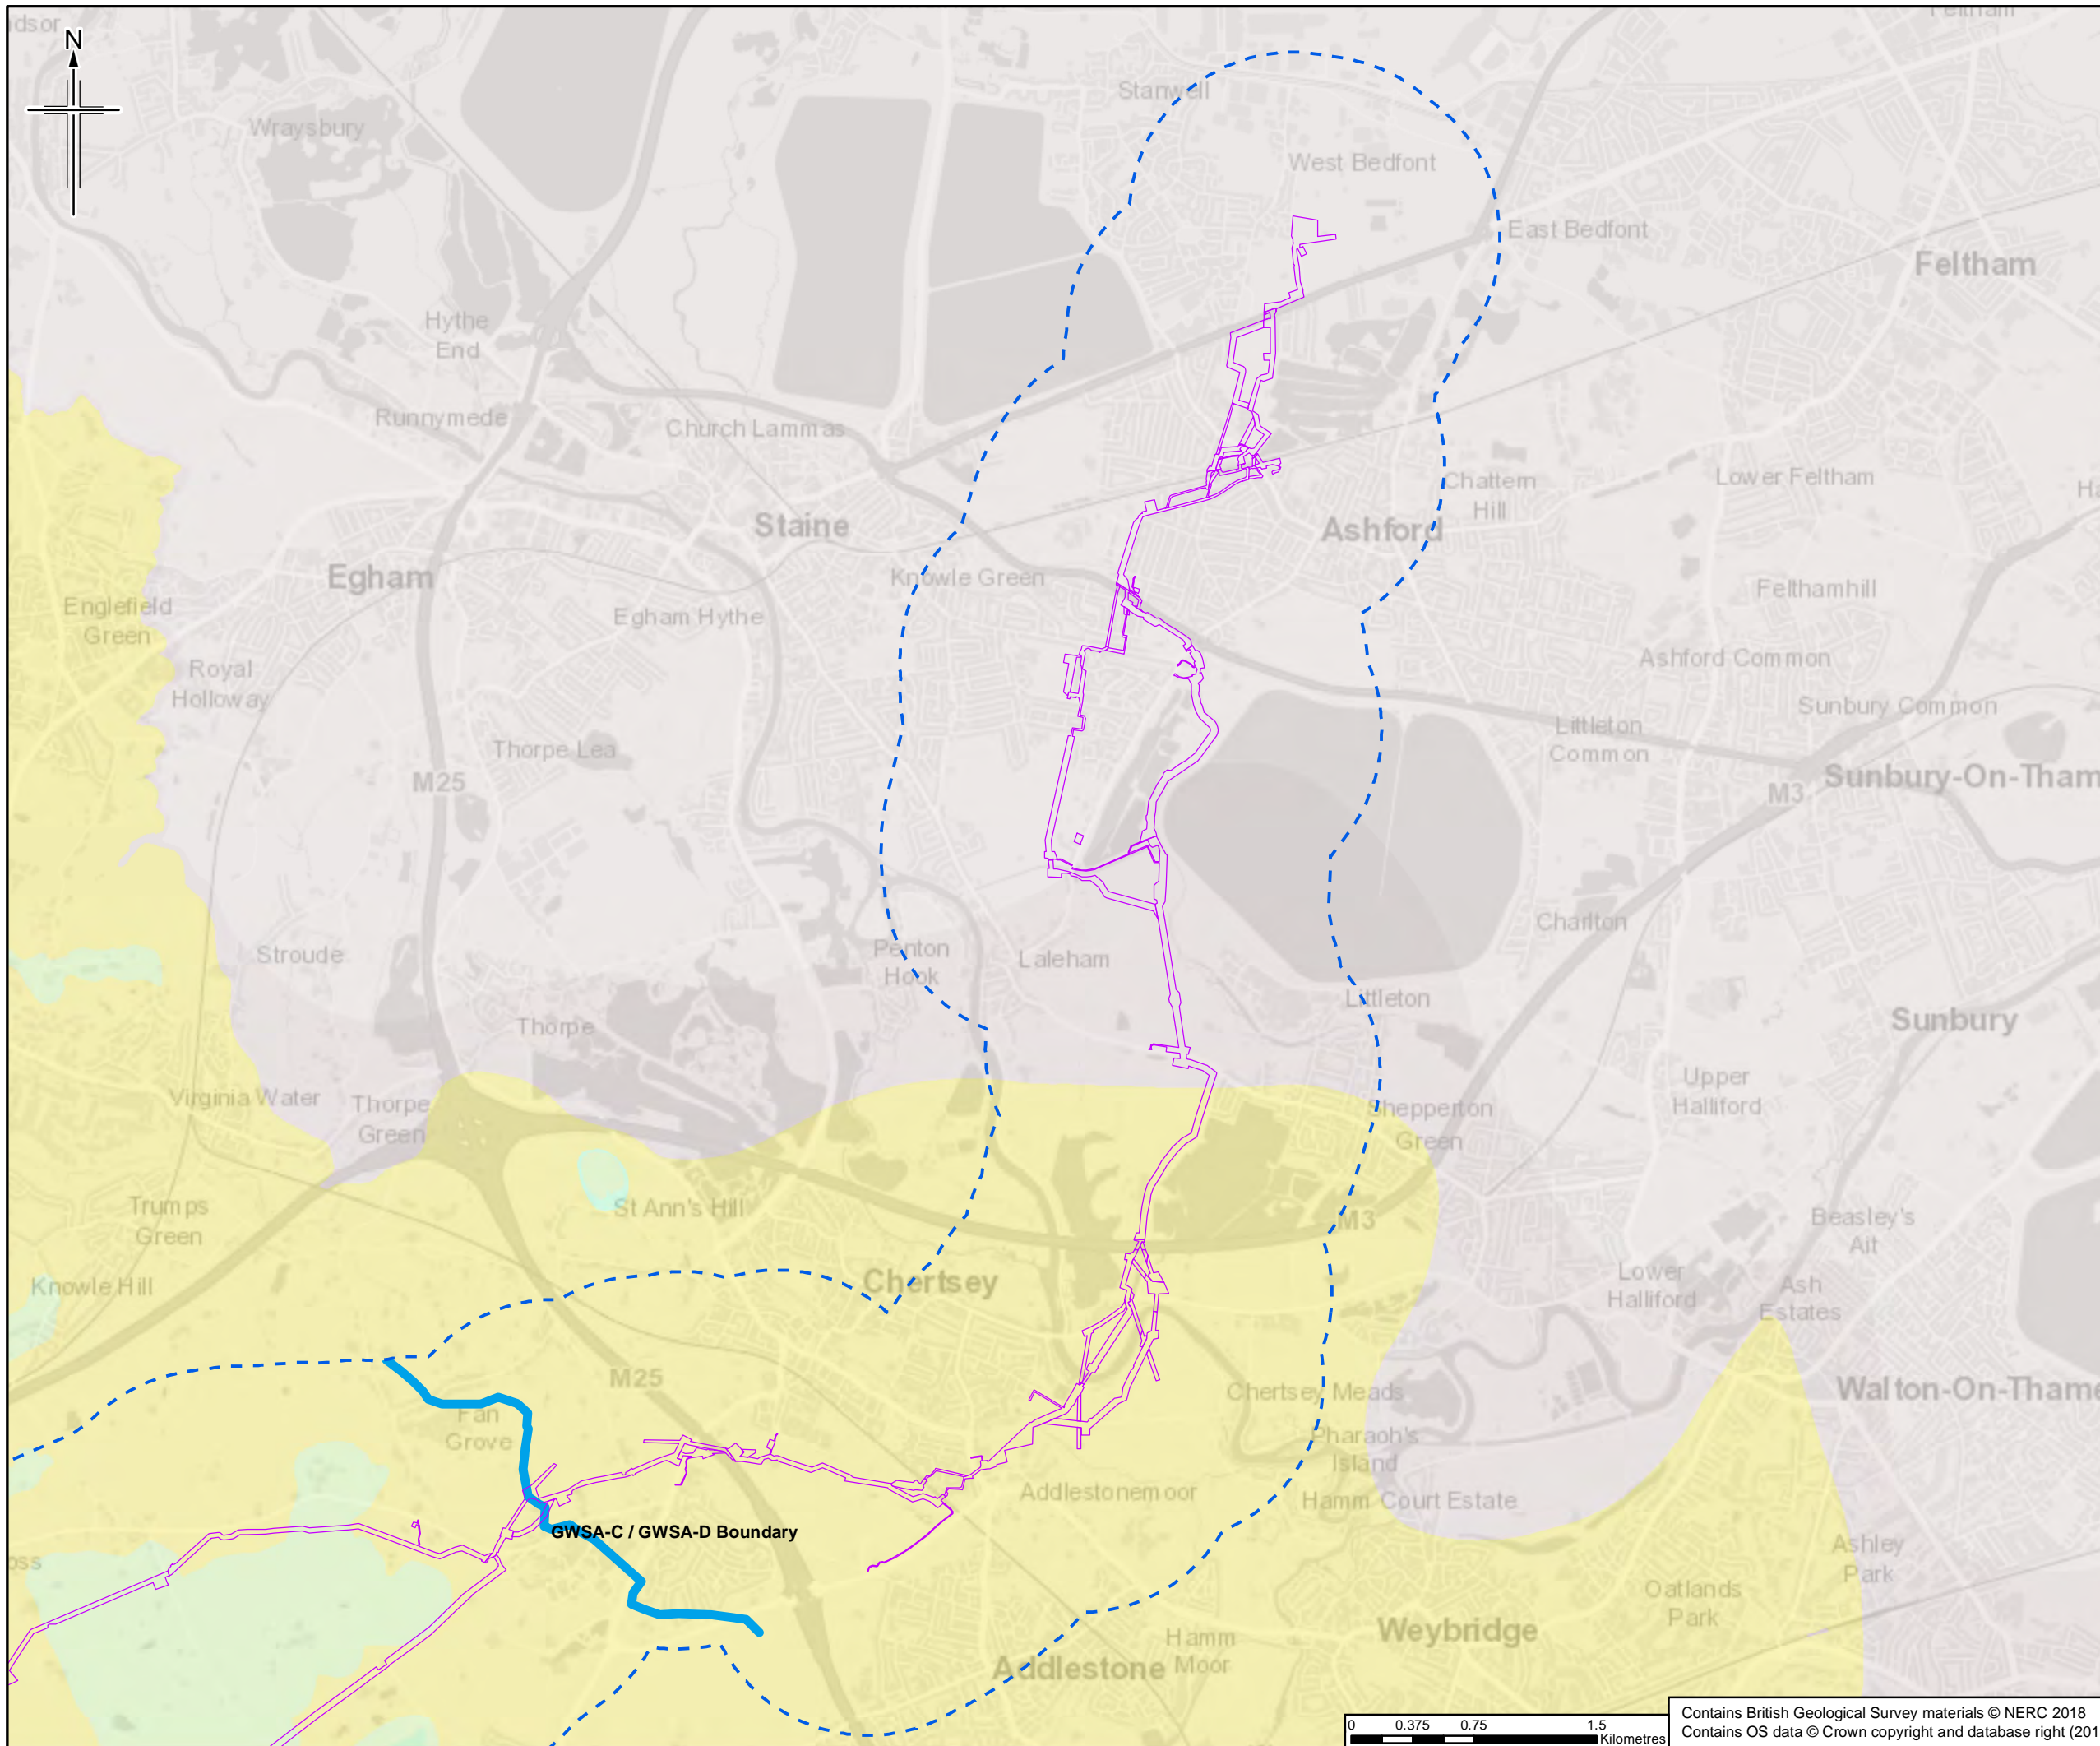 dsor
N
Feltham
Stanwell
Wraysbury
West Bedfont
East Bedfont
Feltham
Hythe
End
Runnymede
Church Lammas
Chattern
Hill
Lower Feltham
Ha
Staine
Ashford
Egham
Knowle Green
Felthamhill
Englefield
Green
Egham Hythe
Royal
Holloway
Ashford Common
Sunbury Common
Littleton
Common
Thorpe Lea
M25
M3
Sunbury-On-Tham
Charlton
Stroude
Penton
Hook
Laleham
Littleton
Thorpe
Sunbury
Virginia Water
Thorpe
Green
Upper
Halliford
Shepperton
Green
Trumps
Green
St Ann's Hill
M3
Beasley's
Ait
Knowle Hill
Chertsey
Lower
Halliford
Ash
Estates
M25
Chertsey Meads
Walton-On-Thame
Fan
Grove
Pharaoh's
Island
Addlestonemoor
Hamm Court Estate
GWSA-C / GWSA-D Boundary
oss
Ashley
Park
Oatlands
Park
Weybridge
Hamm
Moor
Addlestone
0 0.375 0.75 1.5
Kilometres
Contains British Geological Survey materials © NERC 2018
Contains OS data © Crown copyright and database right (201